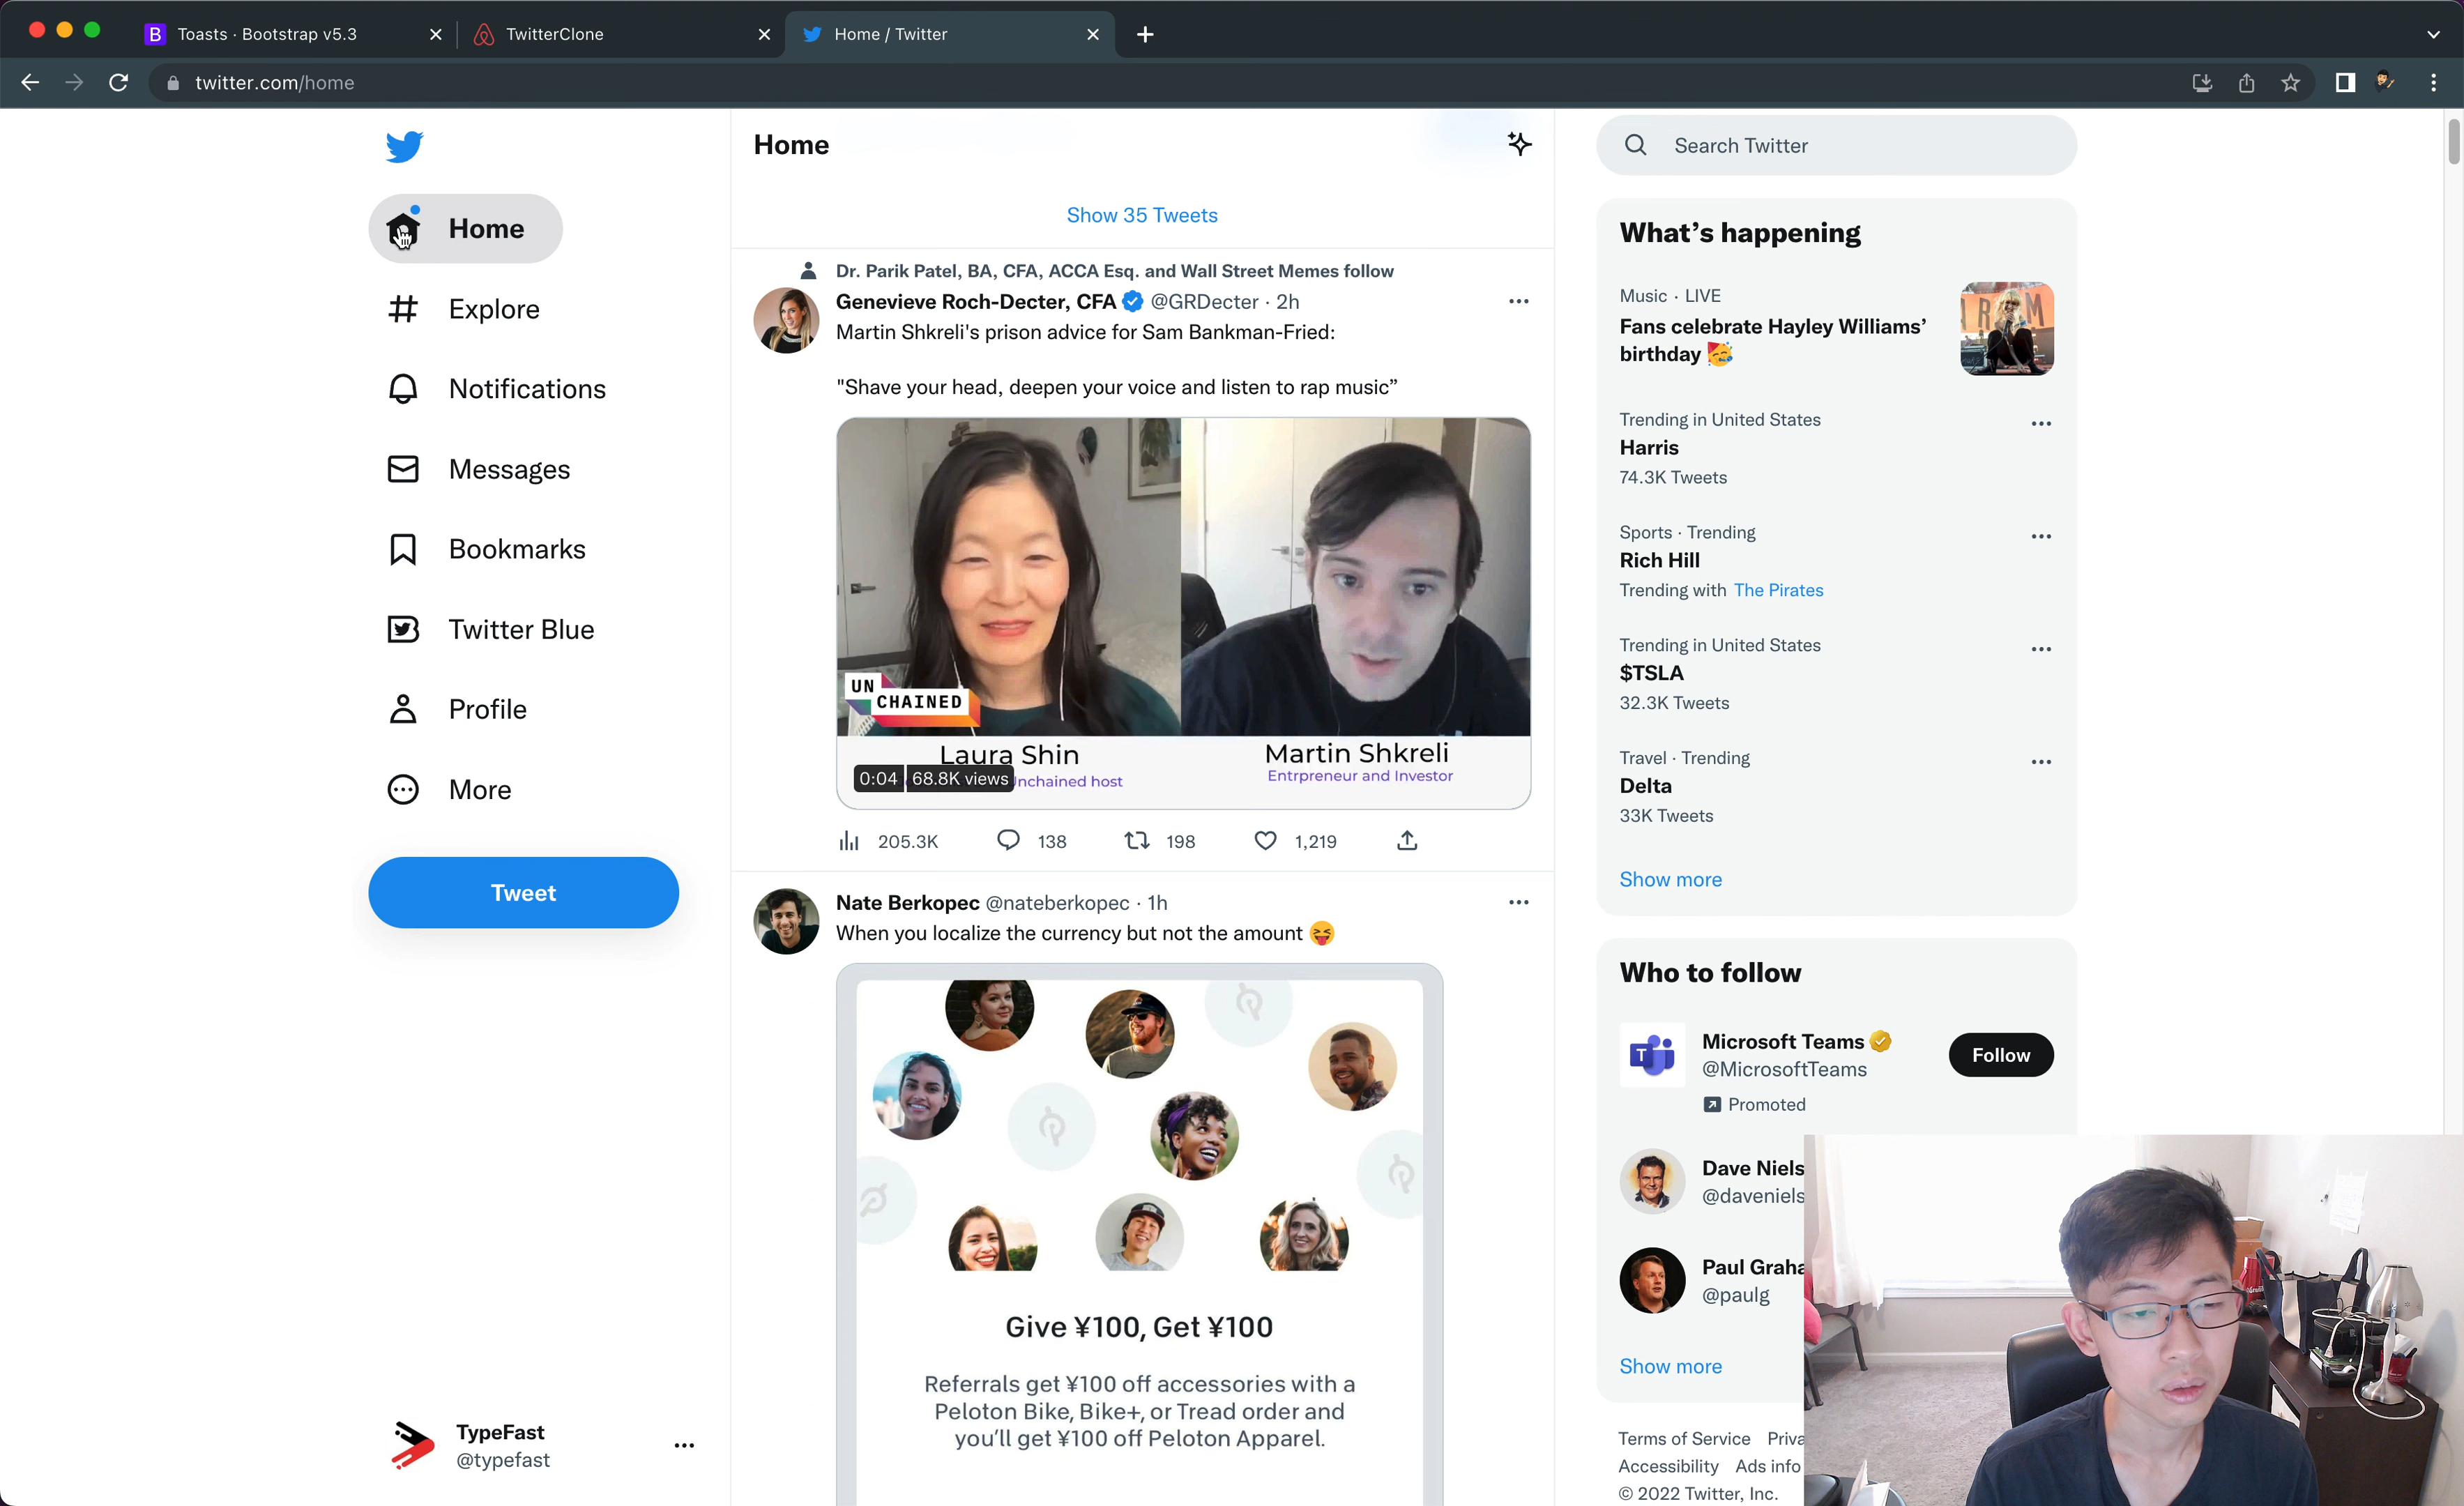 Toasts · Bootstrap v5.3
TwitterClone
Home / Twitter
twitter.com/home
Home
Explore
Notifications
Messages
Bookmarks
Twitter Blue
Profile
More
Tweet
TypeFast
@typefast
Home
Show 35 Tweets
Dr. Parik Patel, BA, CFA, ACCA Esq. and Wall Street Memes follow
Genevieve Roch-Decter, CFA @GRDecter · 2h
Martin Shkreli's prison advice for Sam Bankman-Fried:
"Shave your head, deepen your voice and listen to rap music”
UN
CHAINED
Laura Shin
Unchained host
Martin Shkreli
Entrpreneur and Investor
0:04 68.8K views
205.3K 138 198 1,219
Nate Berkopec @nateberkopec · 1h
When you localize the currency but not the amount 😝
Give ¥100, Get ¥100
Referrals get ¥100 off accessories with a
Peloton Bike, Bike+, or Tread order and
you’ll get ¥100 off Peloton Apparel.
Search Twitter
What’s happening
Music · LIVE
Fans celebrate Hayley Williams’
birthday 🥳
Trending in United States
Harris
74.3K Tweets
Sports · Trending
Rich Hill
Trending with The Pirates
Trending in United States
$TSLA
32.3K Tweets
Travel · Trending
Delta
33K Tweets
Show more
Who to follow
Microsoft Teams
@MicrosoftTeams
Promoted
Follow
Dave Niels
@daveniels
Paul Graha
@paulg
Show more
Terms of Service Priva
Accessibility Ads info
© 2022 Twitter, Inc.